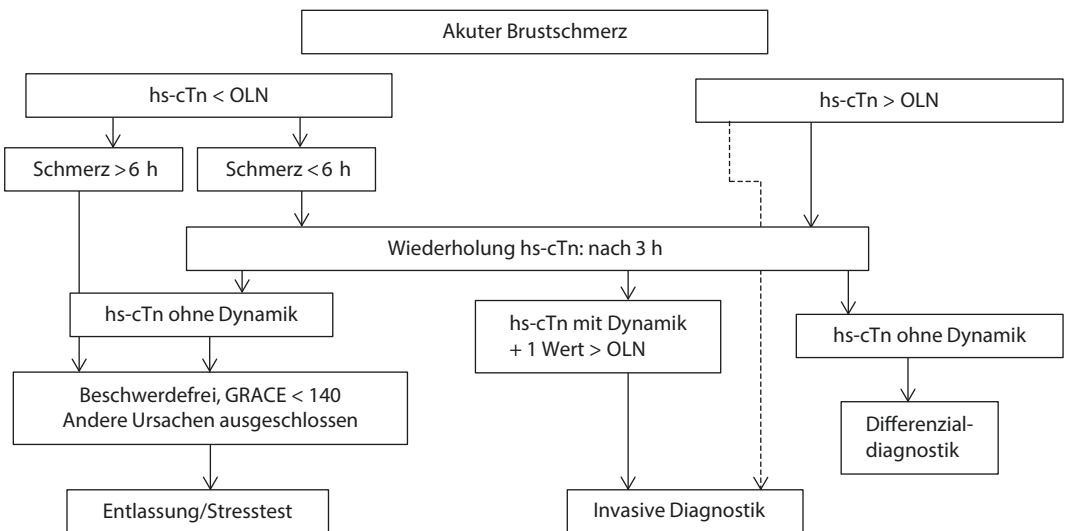 Akuter Brustschmerz
hs-cTn < OLN
hs-cTn > OLN
Schmerz >6 h
Schmerz <6 h
Wiederholung hs-cTn: nach 3 h
hs-cTn ohne Dynamik
hs-cTn mit Dynamik
+ 1 Wert > OLN
hs-cTn ohne Dynamik
Beschwerdefrei, GRACE < 140
Andere Ursachen ausgeschlossen
Differenzial-
diagnostik
Entlassung/Stresstest
Invasive Diagnostik